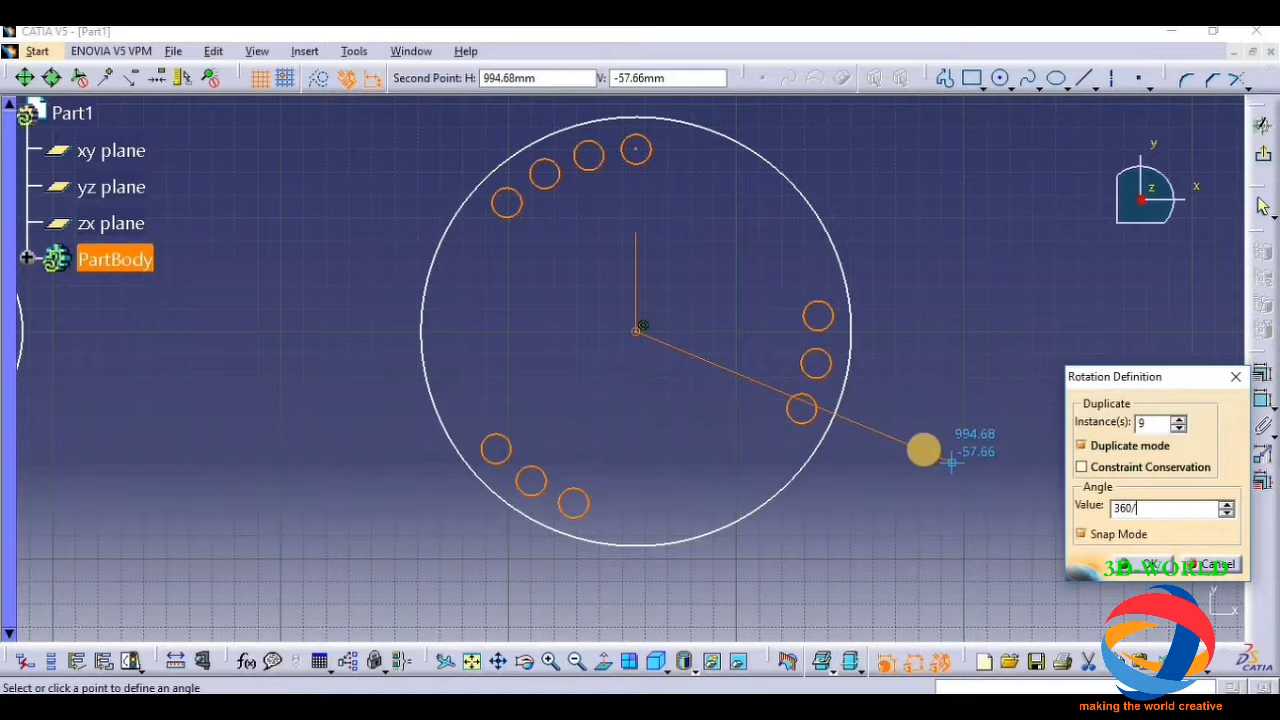 CATIA V5 - [Part1]
Start ENOVIA V5 VPM File Edit View Insert Tools Window Help
Second Point: H: 994.68mm V: -57.66mm
Part1
xy plane
yz plane
zx plane
PartBody
y
z x
994.68
-57.66
Rotation Definition
Duplicate
Instance(s): 9
Duplicate mode
Constraint Conservation
Angle
Value: 360/
Snap Mode
OK Cancel
3D-WORLD
y
x
f(x)
CATIA
Select or click a point to define an angle
making the world creative